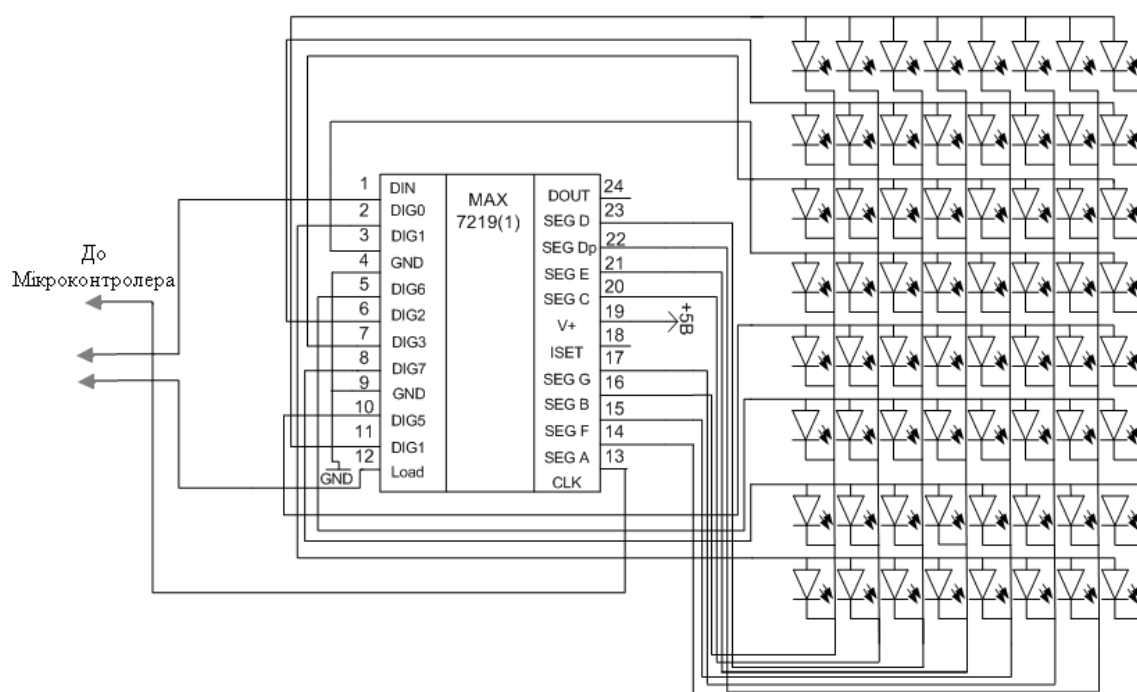 До
Мікроконтролера
MAX
7219(1)
1
DIN
2
DIG0
3
DIG1
4
GND
5
DIG6
6
DIG2
7
DIG3
8
DIG7
9
GND
10
DIG5
11
DIG1
12
Load
GND
24
DOUT
23
SEG D
22
SEG Dp
21
SEG E
20
SEG C
19
V+
18
ISET
17
SEG G
16
SEG B
15
SEG F
14
SEG A
13
CLK
+5В